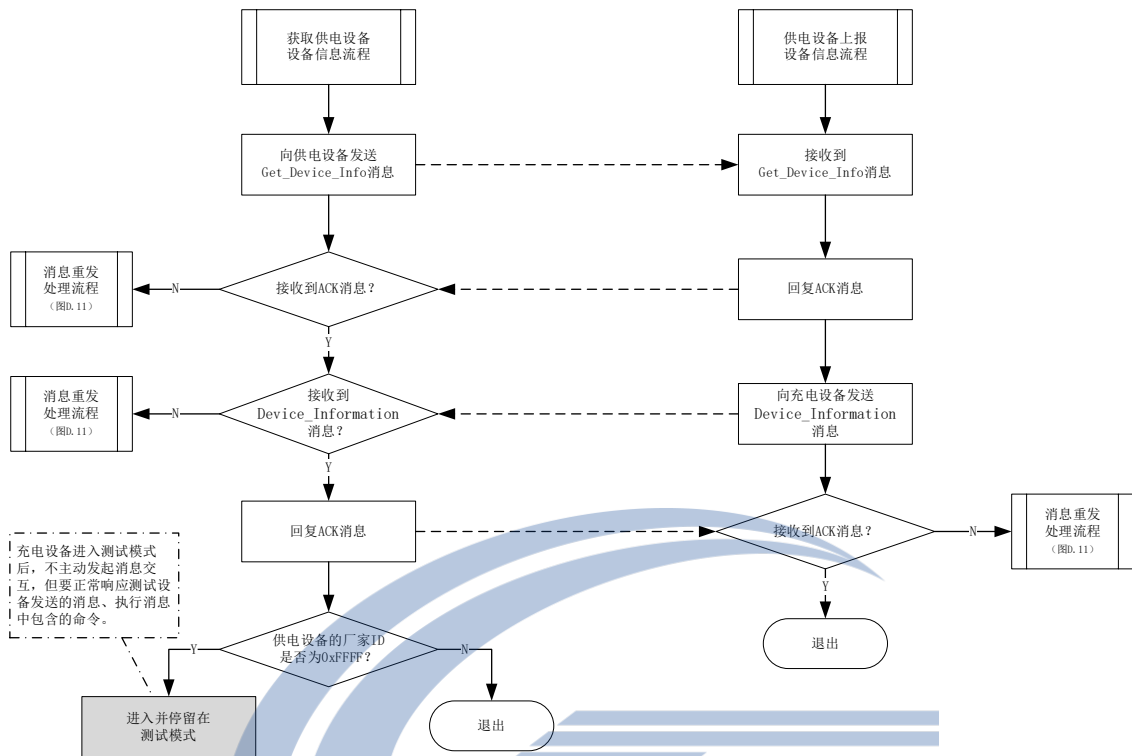 获取供电设备
设备信息流程
供电设备上报
设备信息流程
向供电设备发送
Get_Device_Info消息
接收到
Get_Device_Info消息
消息重发
处理流程
（图D.11）
N
接收到ACK消息？
回复ACK消息
Y
消息重发
处理流程
（图D.11）
N
接收到
Device_Information
消息？
向充电设备发送
Device_Information
消息
Y
回复ACK消息
接收到ACK消息？
N
消息重发
处理流程
（图D.11）
充电设备进入测试模式
后，不主动发起消息交
互，但要正常响应测试设
备发送的消息、执行消息
中包含的命令。
Y
退出
Y
供电设备的厂家ID
是否为0xFFFF？
N
进入并停留在
测试模式
退出